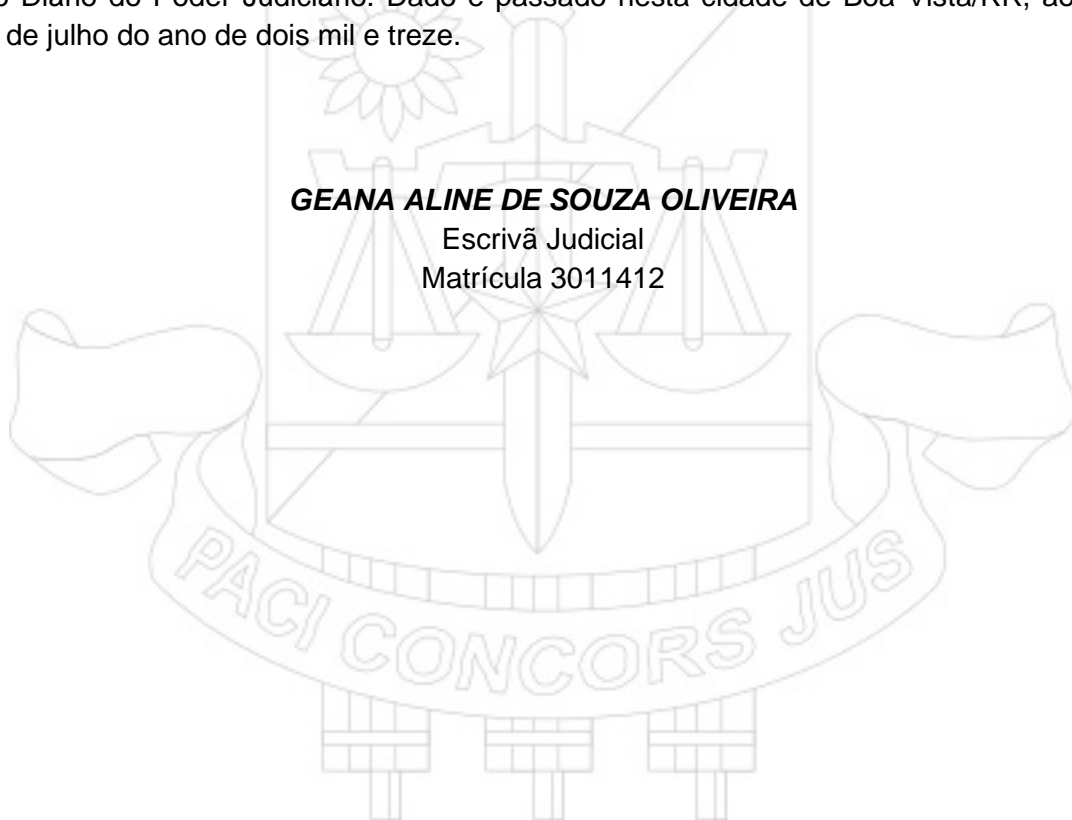 o Diário do Poder Judiciário. Dado e passado nesta cidade de Boa Vista/RR, ao
de julho do ano de dois mil e treze.
GEANA ALINE DE SOUZA OLIVEIRA
Escrivã Judicial
Matrícula 3011412
PACI CONCORS JUS